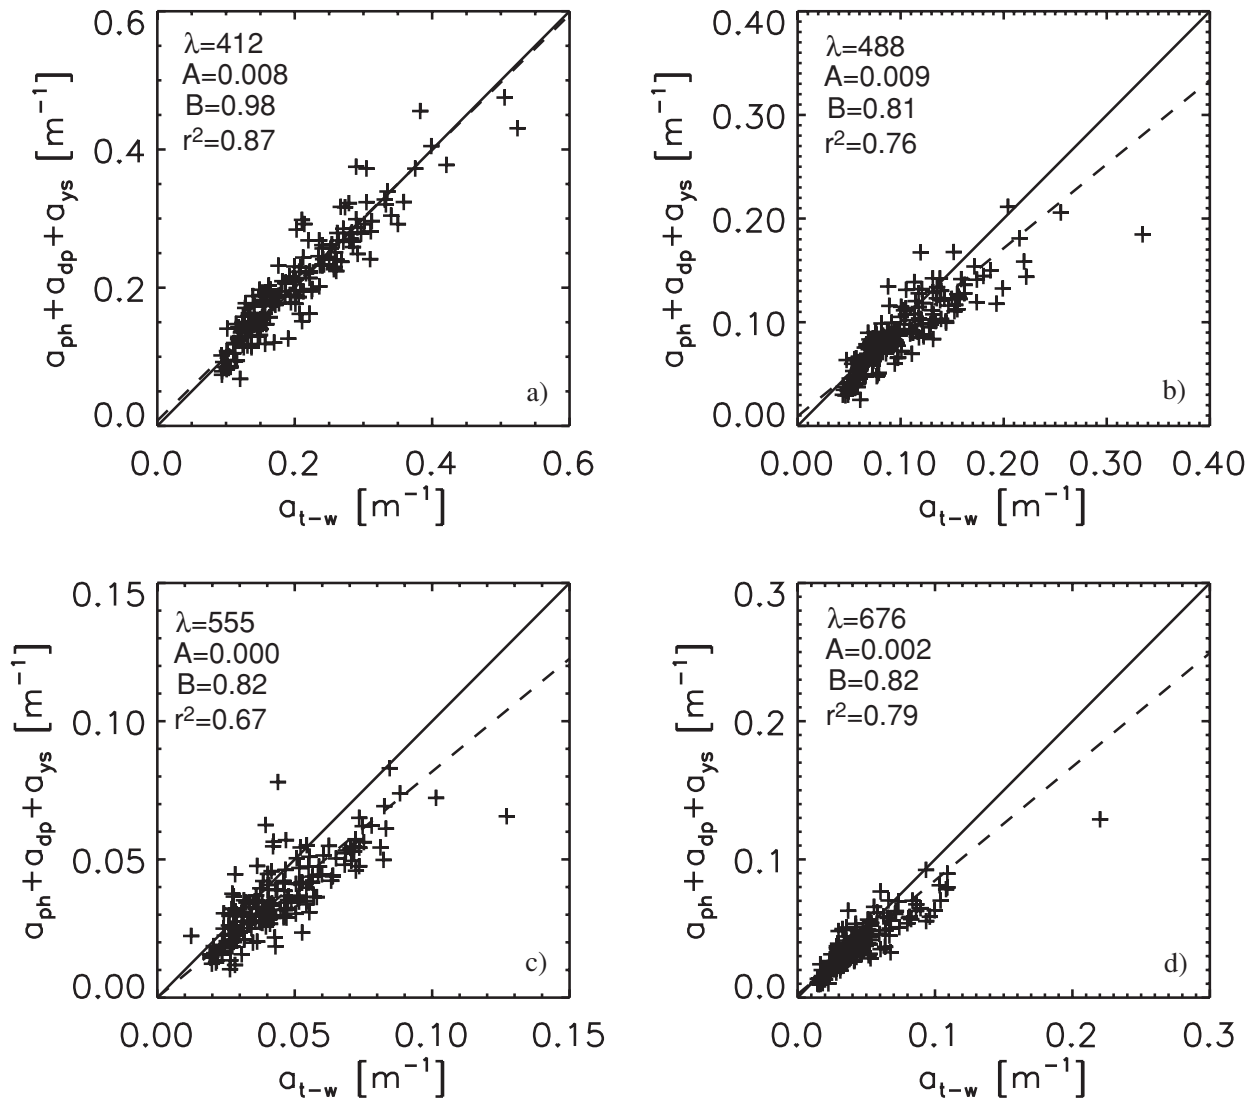 0.6
0.4
0.2
0.0
a_ph+a_dp+a_ys [m⁻¹]
λ=412
A=0.008
B=0.98
r²=0.87
a)
0.0 0.2 0.4 0.6
a_t−w [m⁻¹]
0.40
0.30
0.20
0.10
0.00
a_ph+a_dp+a_ys [m⁻¹]
λ=488
A=0.009
B=0.81
r²=0.76
b)
0.00 0.10 0.20 0.30 0.40
a_t−w [m⁻¹]
0.15
0.10
0.05
0.00
a_ph+a_dp+a_ys [m⁻¹]
λ=555
A=0.000
B=0.82
r²=0.67
c)
0.00 0.05 0.10 0.15
a_t−w [m⁻¹]
0.3
0.2
0.1
0.0
a_ph+a_dp+a_ys [m⁻¹]
λ=676
A=0.002
B=0.82
r²=0.79
d)
0.0 0.1 0.2 0.3
a_t−w [m⁻¹]